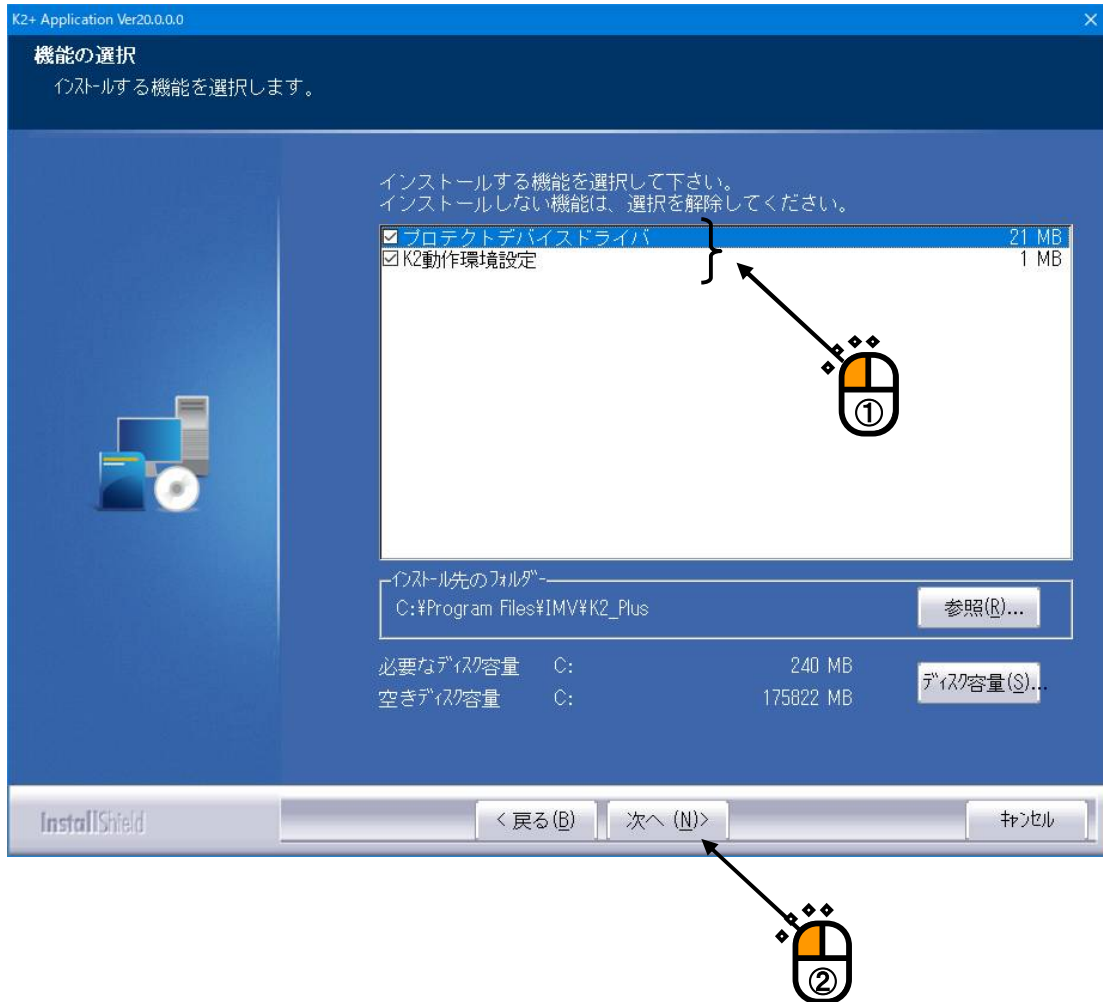 K2+ Application Ver20.0.0.0
機能の選択
インストールする機能を選択します。
インストールする機能を選択して下さい。
インストールしない機能は、選択を解除してください。
プロテクトデバイスドライバ 21 MB
K2動作環境設定 1 MB
①
インストール先のフォルダー
C:¥Program Files¥IMV¥K2_Plus
参照(R)...
必要なディスク容量 C: 240 MB
空きディスク容量 C: 175822 MB
ディスク容量(S)...
InstallShield
< 戻る(B)
次へ (N)>
キャンセル
②